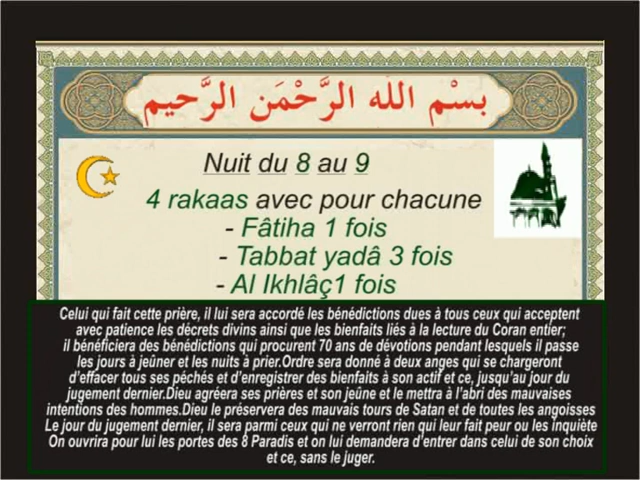 بِسْمِ اللهِ الرَّحْمَنِ الرَّحِيمِ
Nuit du 8 au 9
4 rakaas avec pour chacune
- Fâtiha 1 fois
- Tabbat yadâ 3 fois
- Al Ikhlâç1 fois
Celui qui fait cette prière, il lui sera accordé les bénédictions dues à tous ceux qui acceptent
avec patience les décrets divins ainsi que les bienfaits liés à la lecture du Coran entier;
il bénéficiera des bénédictions qui procurent 70 ans de dévotions pendant lesquels il passe
les jours à jeûner et les nuits à prier.Ordre sera donné à deux anges qui se chargeront
d'effacer tous ses péchés et d'enregistrer des bienfaits à son actif et ce, jusqu'au jour du
jugement dernier.Dieu agréera ses prières et son jeûne et le mettra à l'abri des mauvaises
intentions des hommes.Dieu le préservera des mauvais tours de Satan et de toutes les angoisses
Le jour du jugement dernier, il sera parmi ceux qui ne verront rien qui leur fait peur ou les inquiète
On ouvrira pour lui les portes des 8 Paradis et on lui demandera d'entrer dans celui de son choix
et ce, sans le juger.